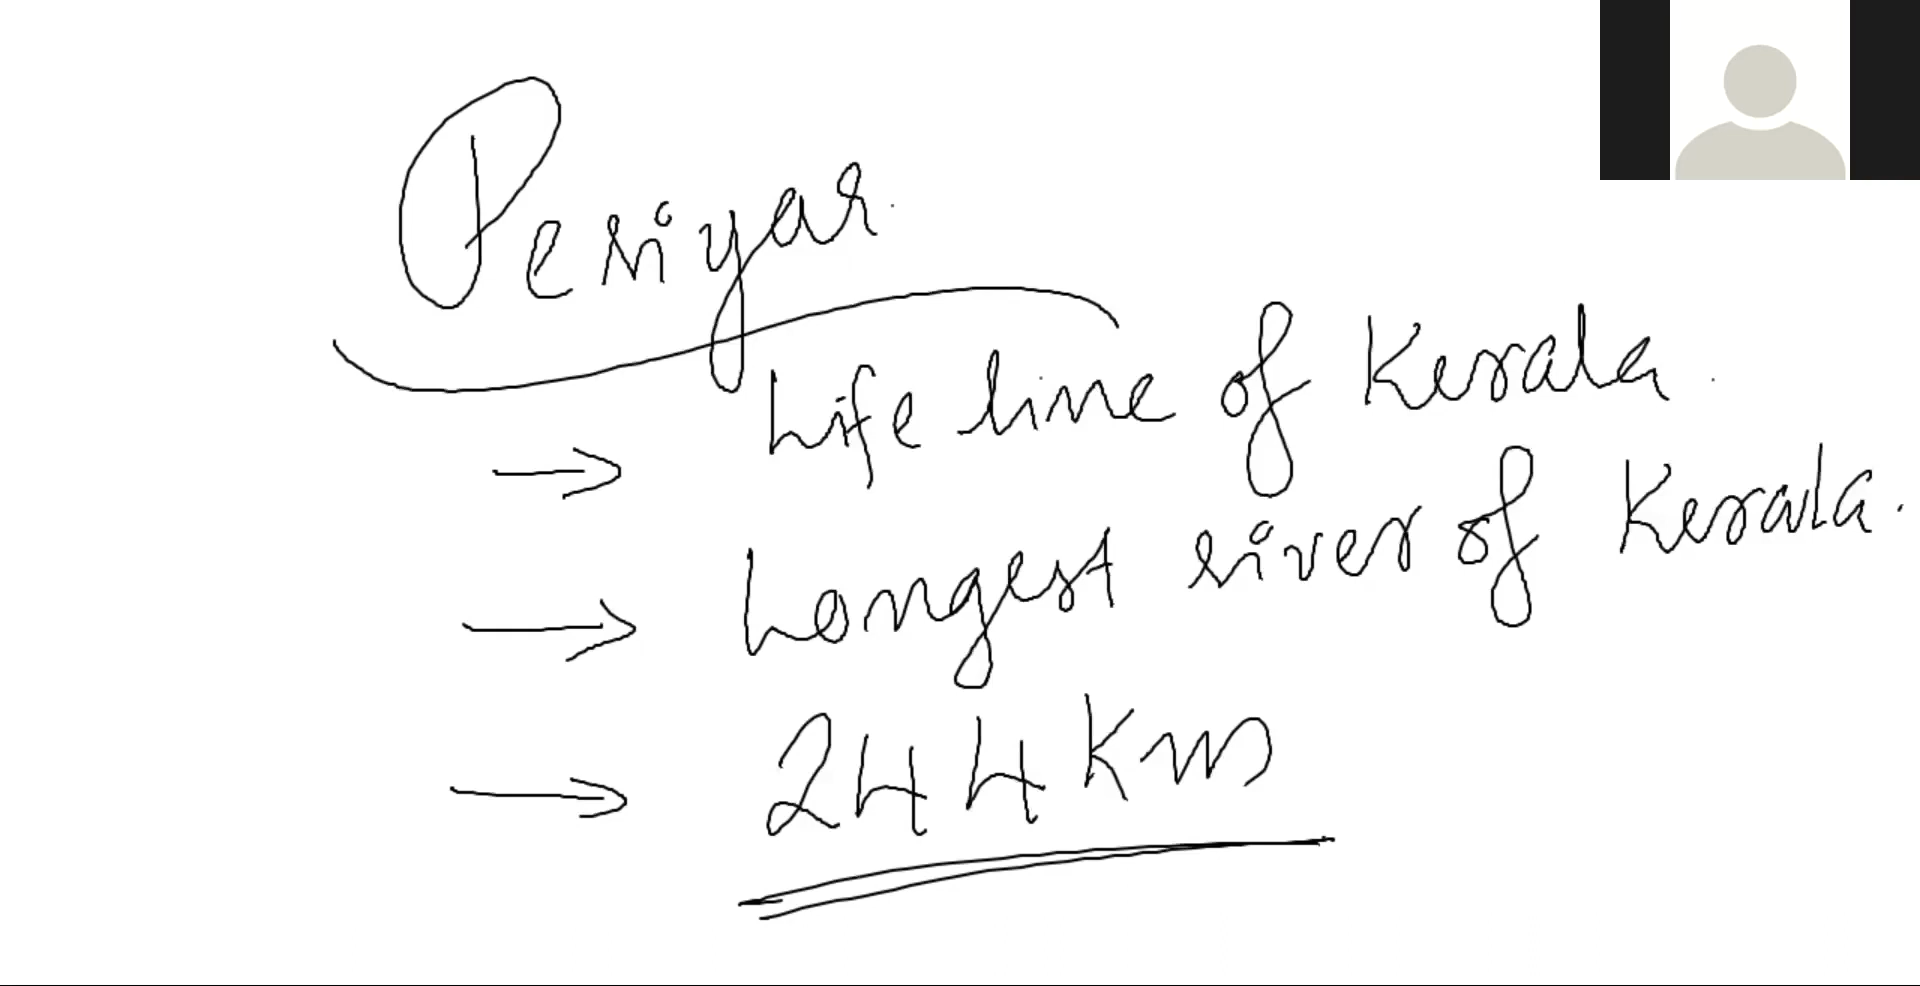 Periyar
→ Life line of Kerala.
→ Longest river of Kerala.
→ 244 Km